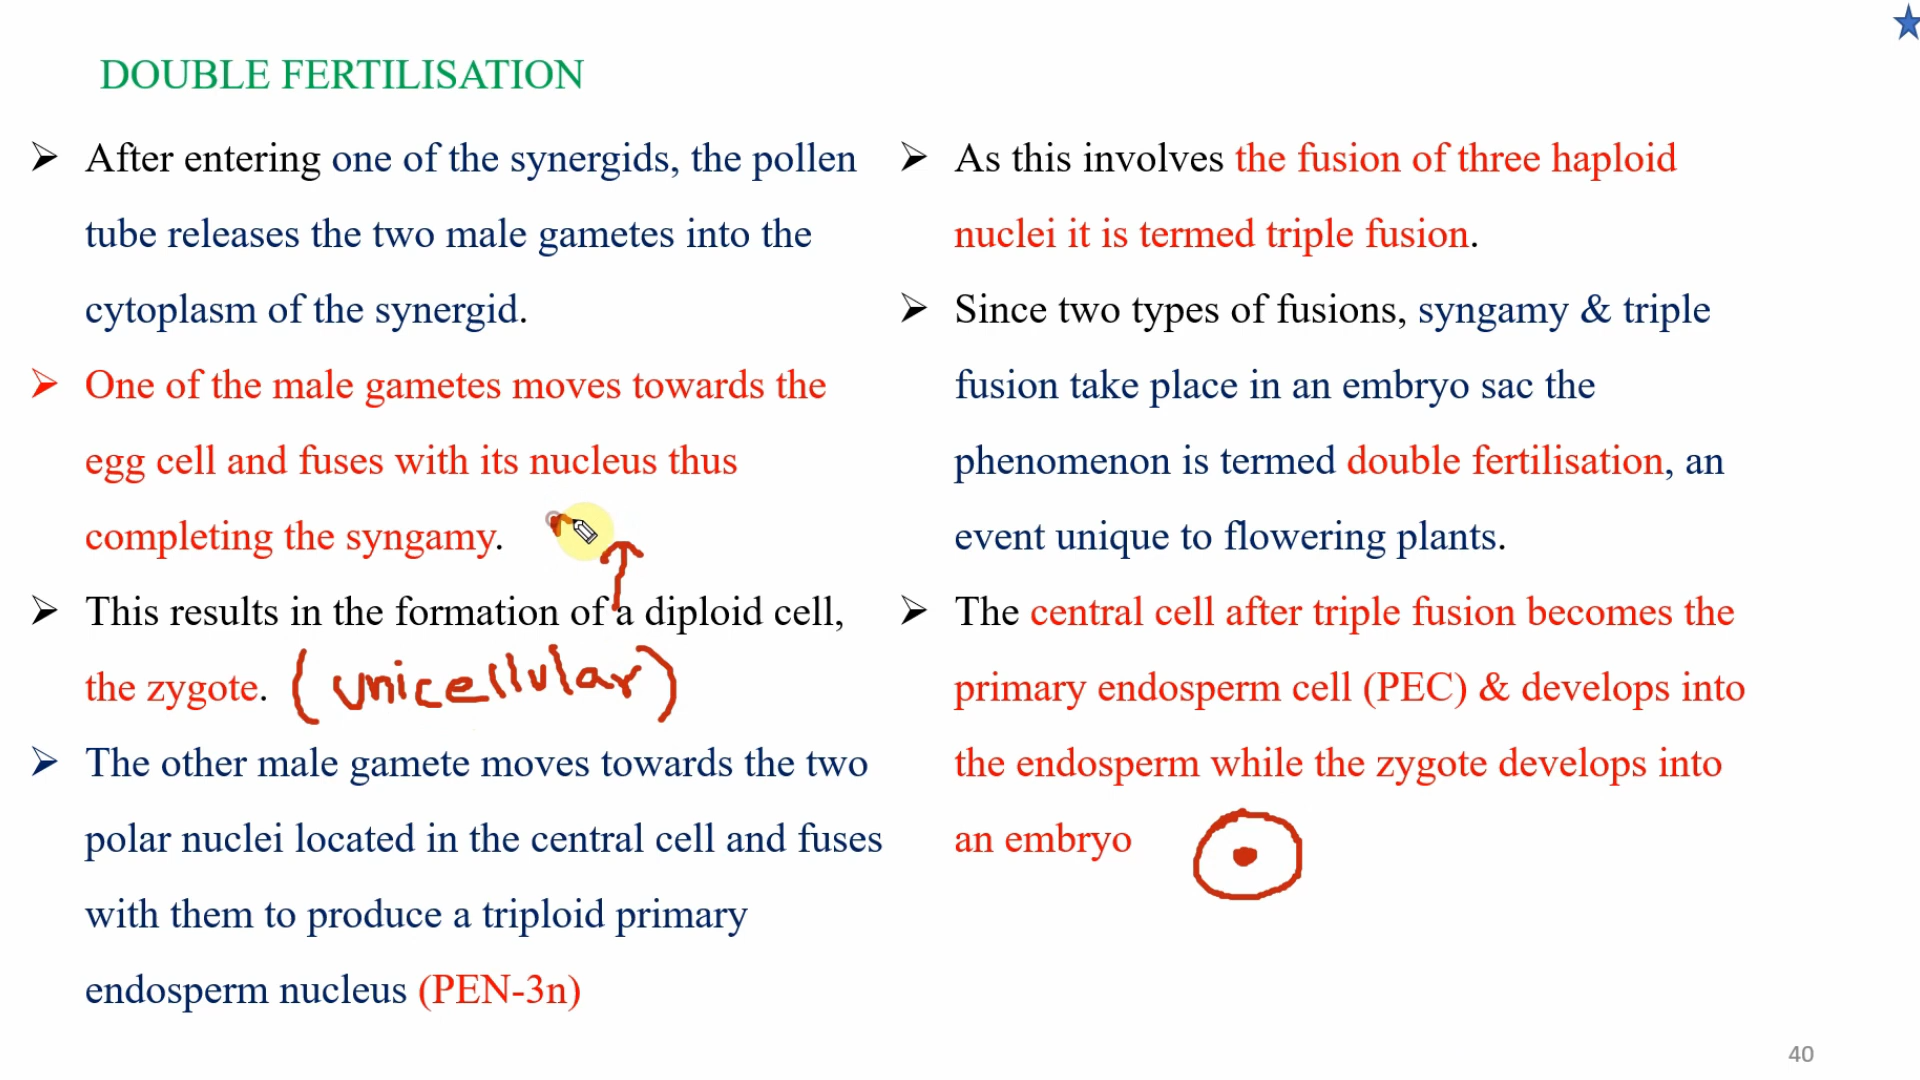 DOUBLE FERTILISATION
After entering one of the synergids, the pollen
tube releases the two male gametes into the
cytoplasm of the synergid.
One of the male gametes moves towards the
egg cell and fuses with its nucleus thus
completing the syngamy.
This results in the formation of a diploid cell,
the zygote. (unicellular)
The other male gamete moves towards the two
polar nuclei located in the central cell and fuses
with them to produce a triploid primary
endosperm nucleus (PEN-3n)
As this involves the fusion of three haploid
nuclei it is termed triple fusion.
Since two types of fusions, syngamy & triple
fusion take place in an embryo sac the
phenomenon is termed double fertilisation, an
event unique to flowering plants.
The central cell after triple fusion becomes the
primary endosperm cell (PEC) & develops into
the endosperm while the zygote develops into
an embryo
40